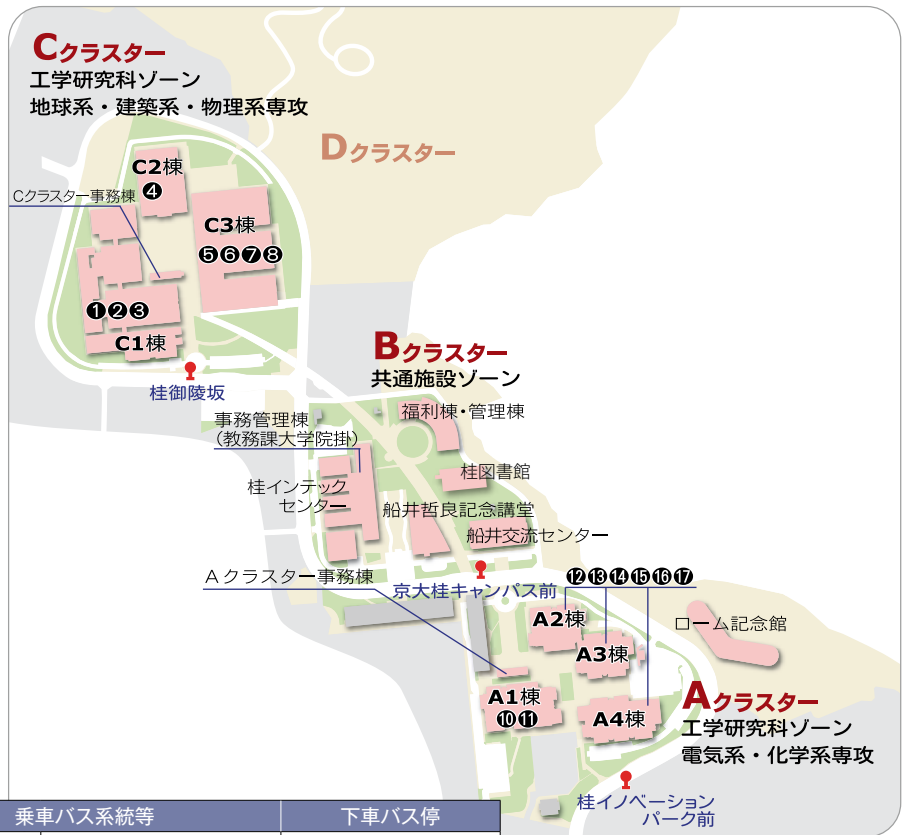 Cクラスター
工学研究科ゾーン
地球系・建築系・物理系専攻
Dクラスター
C2棟
❹
Cクラスター事務棟
C3棟
❺❻❼❽
❶❷❸
C1棟
桂御陵坂
Bクラスター
共通施設ゾーン
福利棟・管理棟
事務管理棟
（教務課大学院掛）
桂図書館
桂インテック
センター
船井哲良記念講堂
船井交流センター
Aクラスター事務棟
京大桂キャンパス前
⓬⓭⓮⓯⓰⓱
A2棟
ローム記念館
A3棟
A1棟
❿⓫
A4棟
Aクラスター
工学研究科ゾーン
電気系・化学系専攻
桂イノベーション
パーク前
乗車バス系統等
下車バス停